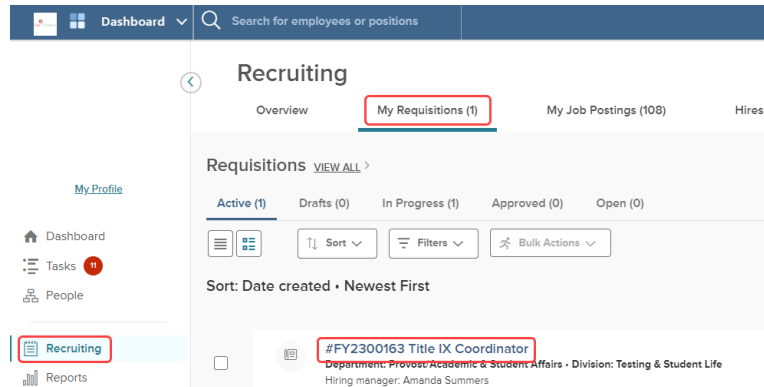 Dashboard
Search for employees or positions
Recruiting
Overview
My Requisitions (1)
My Job Postings (108)
Hires
Requisitions VIEW ALL
My Profile
Active (1)
Drafts (0)
In Progress (1)
Approved (0)
Open (0)
Dashboard
Sort
Filters
Bulk Actions
Tasks 11
People
Sort: Date created • Newest First
Recruiting
#FY2300163 Title IX Coordinator
Department: Provost/Academic & Student Affairs • Division: Testing & Student Life
Reports
Hiring manager: Amanda Summers